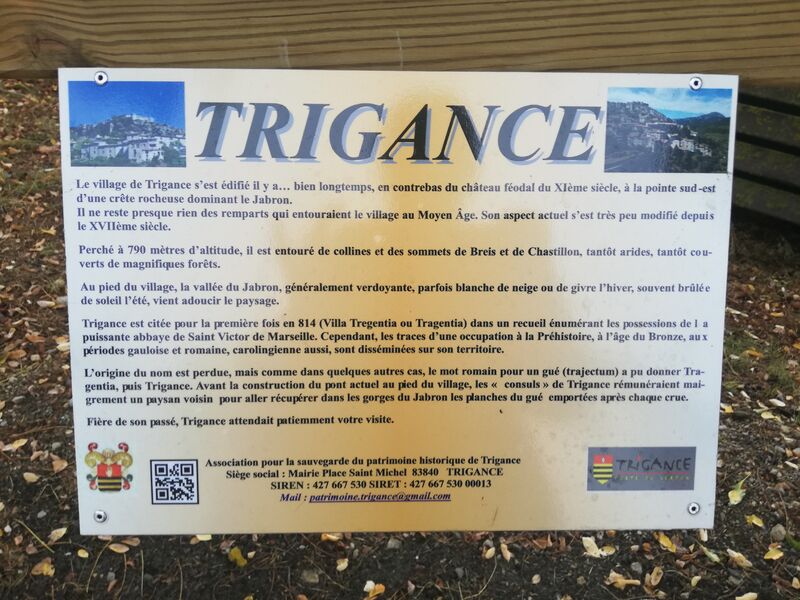 TRIGANCE
Le village de Trigance s'est édifié il y a… bien longtemps, en contrebas du château féodal du XIème siècle, à la pointe sud-est
d'une crête rocheuse dominant le Jabron.
Il ne reste presque rien des remparts qui entouraient le village au Moyen Âge. Son aspect actuel s'est très peu modifié depuis
le XVIIème siècle.
Perché à 790 mètres d'altitude, il est entouré de collines et des sommets de Breis et de Chastillon, tantôt arides, tantôt cou-
verts de magnifiques forêts.
Au pied du village, la vallée du Jabron, généralement verdoyante, parfois blanche de neige ou de givre l'hiver, souvent brûlée
de soleil l'été, vient adoucir le paysage.
Trigance est citée pour la première fois en 814 (Villa Tregentia ou Tragentia) dans un recueil énumérant les possessions de l a
puissante abbaye de Saint Victor de Marseille. Cependant, les traces d'une occupation à la Préhistoire, à l'âge du Bronze, aux
périodes gauloise et romaine, carolingienne aussi, sont disséminées sur son territoire.
L'origine du nom est perdue, mais comme dans quelques autres cas, le mot romain pour un gué (trajectum) a pu donner Tra-
gentia, puis Trigance. Avant la construction du pont actuel au pied du village, les « consuls » de Trigance rémunéraient mai-
grement un paysan voisin pour aller récupérer dans les gorges du Jabron les planches du gué emportées après chaque crue.
Fière de son passé, Trigance attendait patiemment votre visite.
Association pour la sauvegarde du patrimoine historique de Trigance
Siège social : Mairie Place Saint Michel 83840 TRIGANCE
SIREN : 427 667 530 SIRET : 427 667 530 00013
Mail : patrimoine.trigance@gmail.com
TRIGANCE